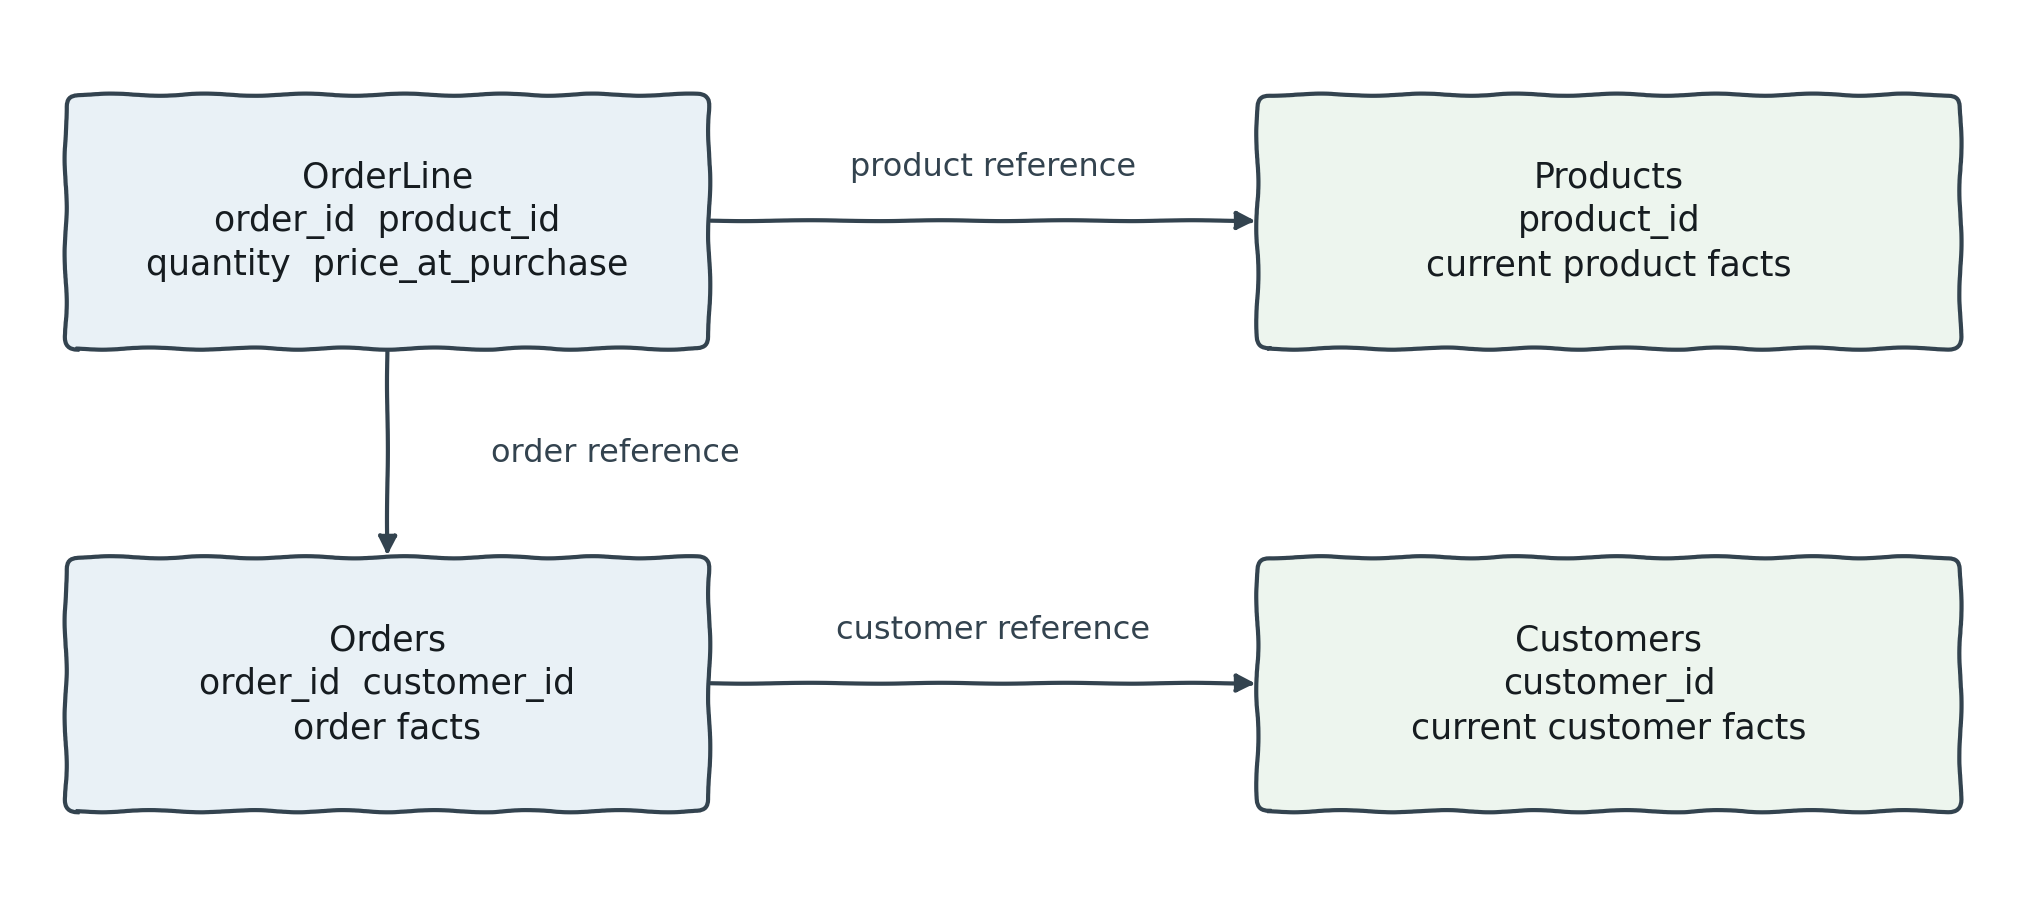 OrderLine
order_id  product_id
quantity  price_at_purchase
product reference
Products
product_id
current product facts
order reference
Orders
order_id  customer_id
order facts
customer reference
Customers
customer_id
current customer facts